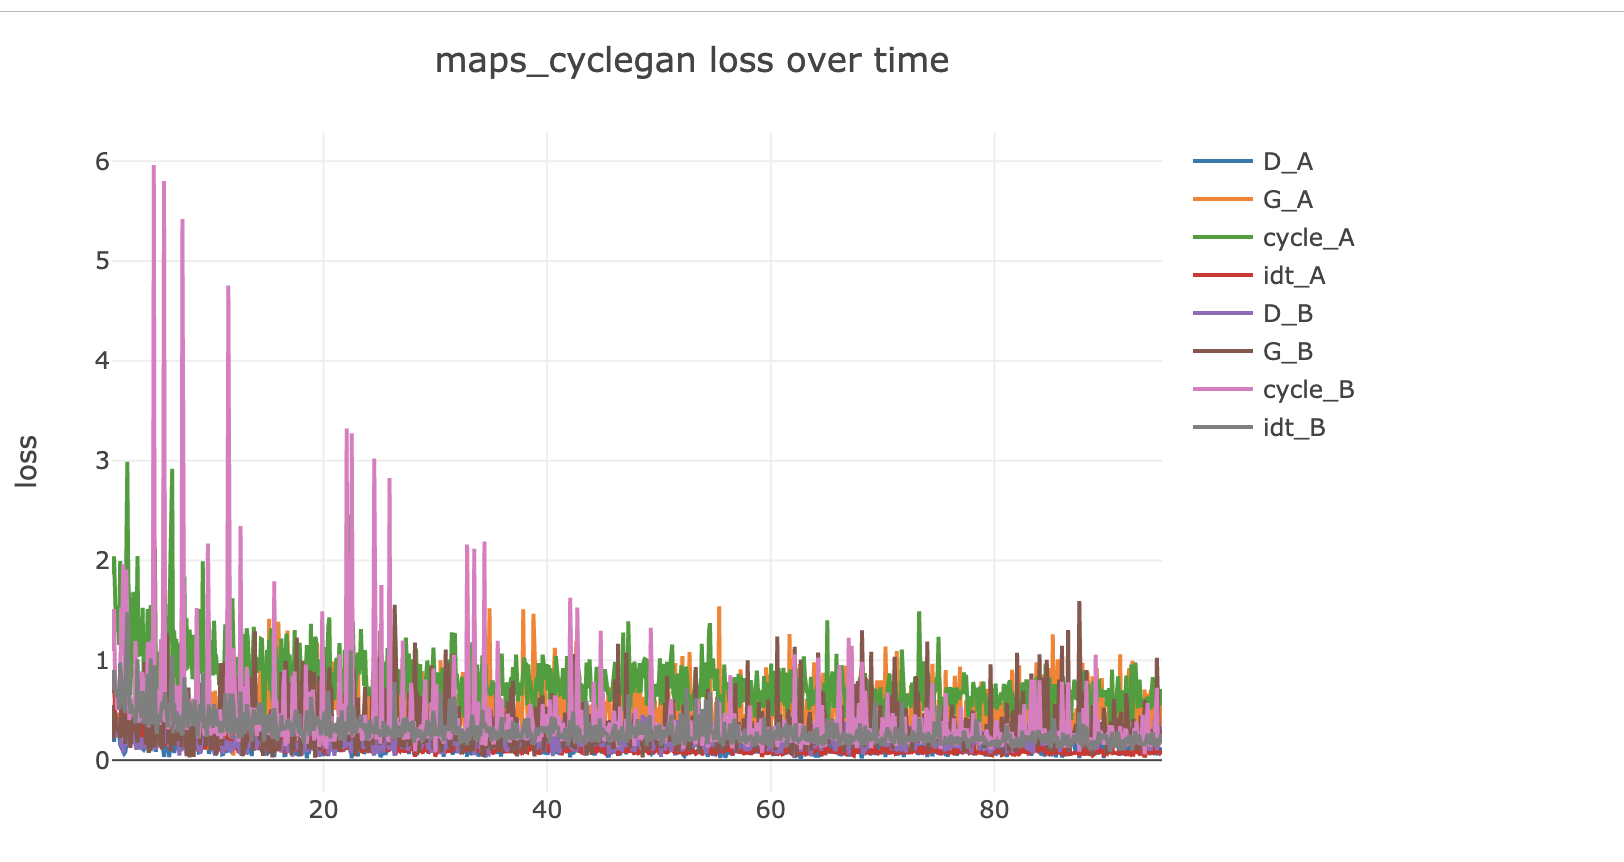 maps_cyclegan loss over time
6
5
4
3
2
1
0
loss
20
40
60
80
D_A
G_A
cycle_A
idt_A
D_B
G_B
cycle_B
idt_B